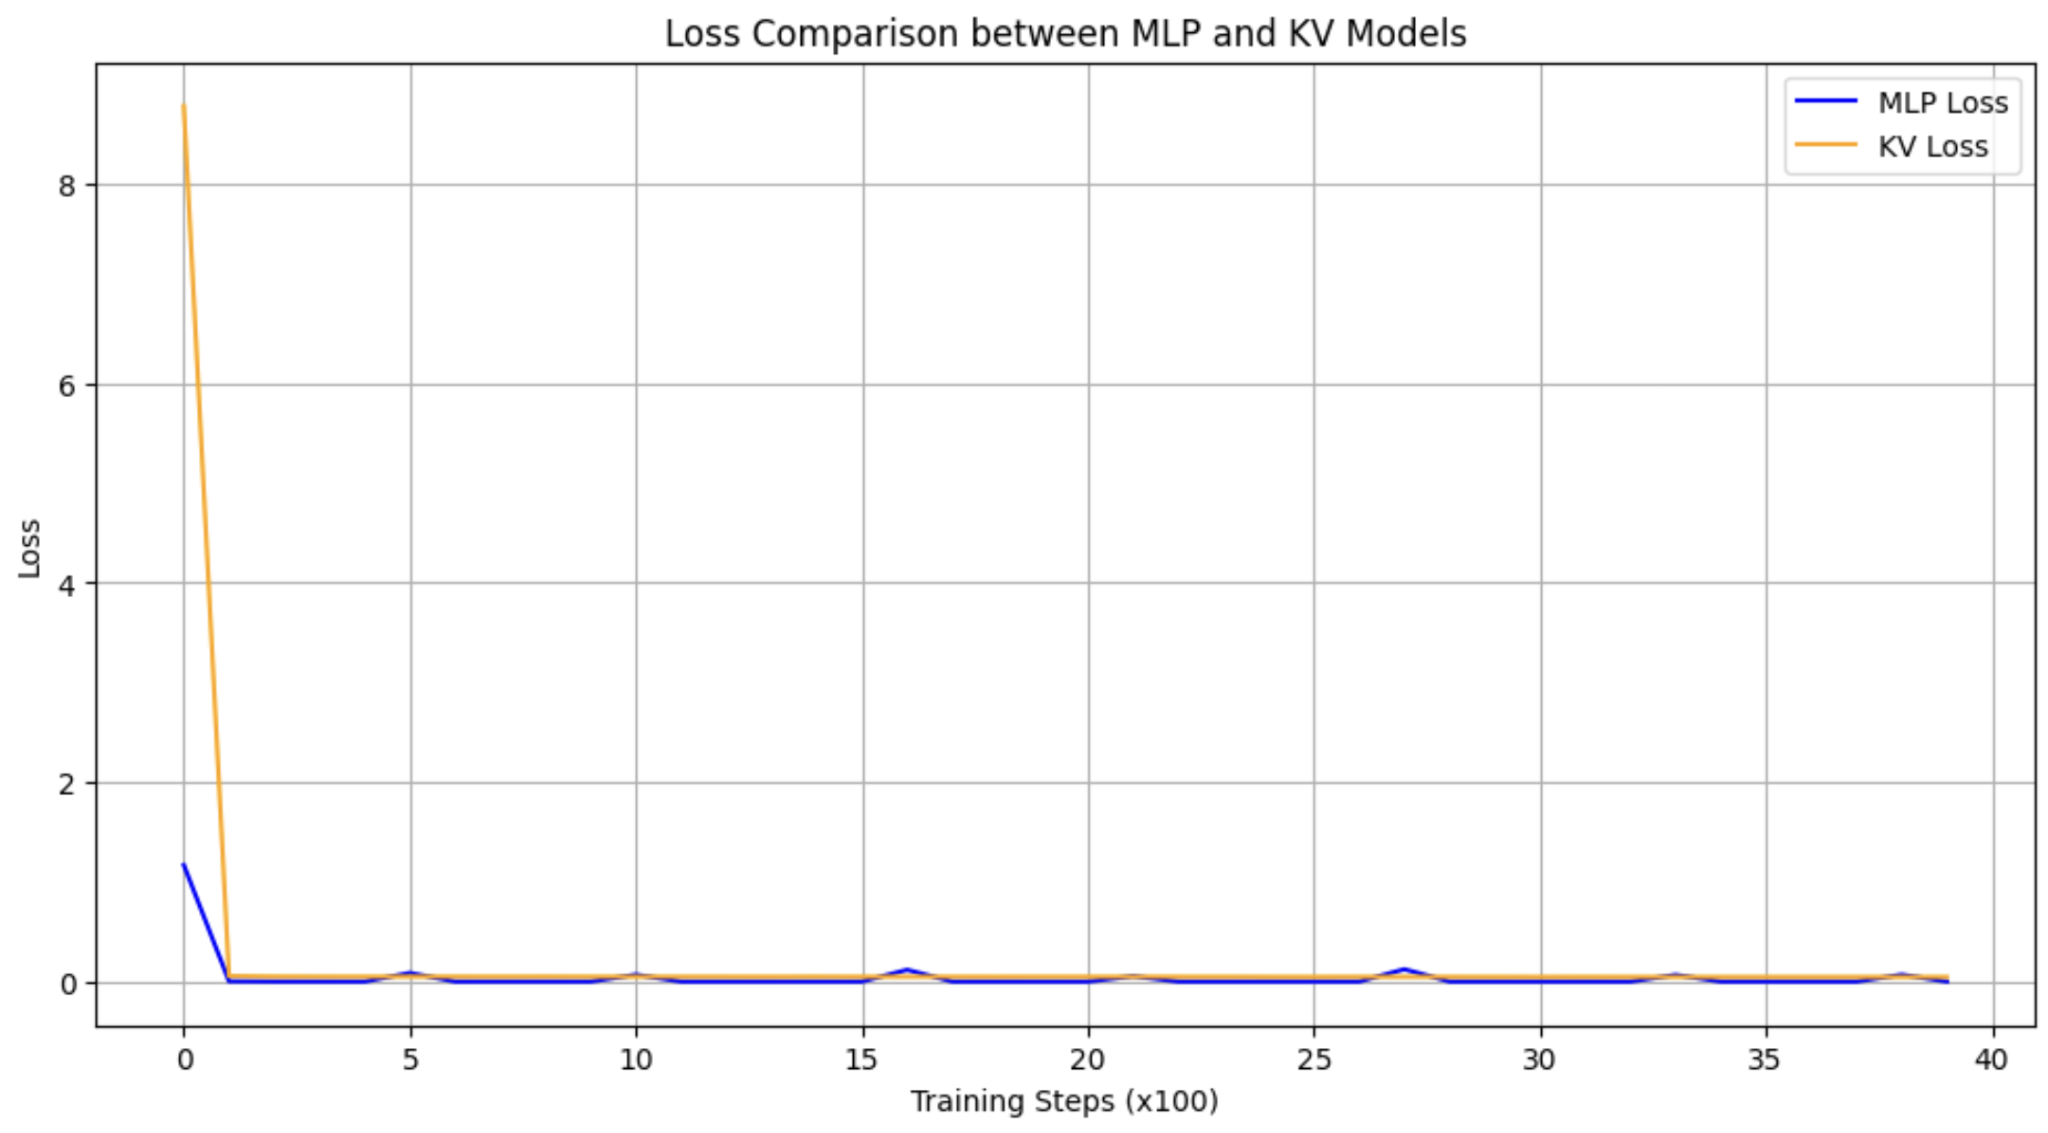 Loss Comparison between MLP and KV Models
MLP Loss
KV Loss
Loss
8
6
4
2
0
0 5 10 15 20 25 30 35 40
Training Steps (x100)